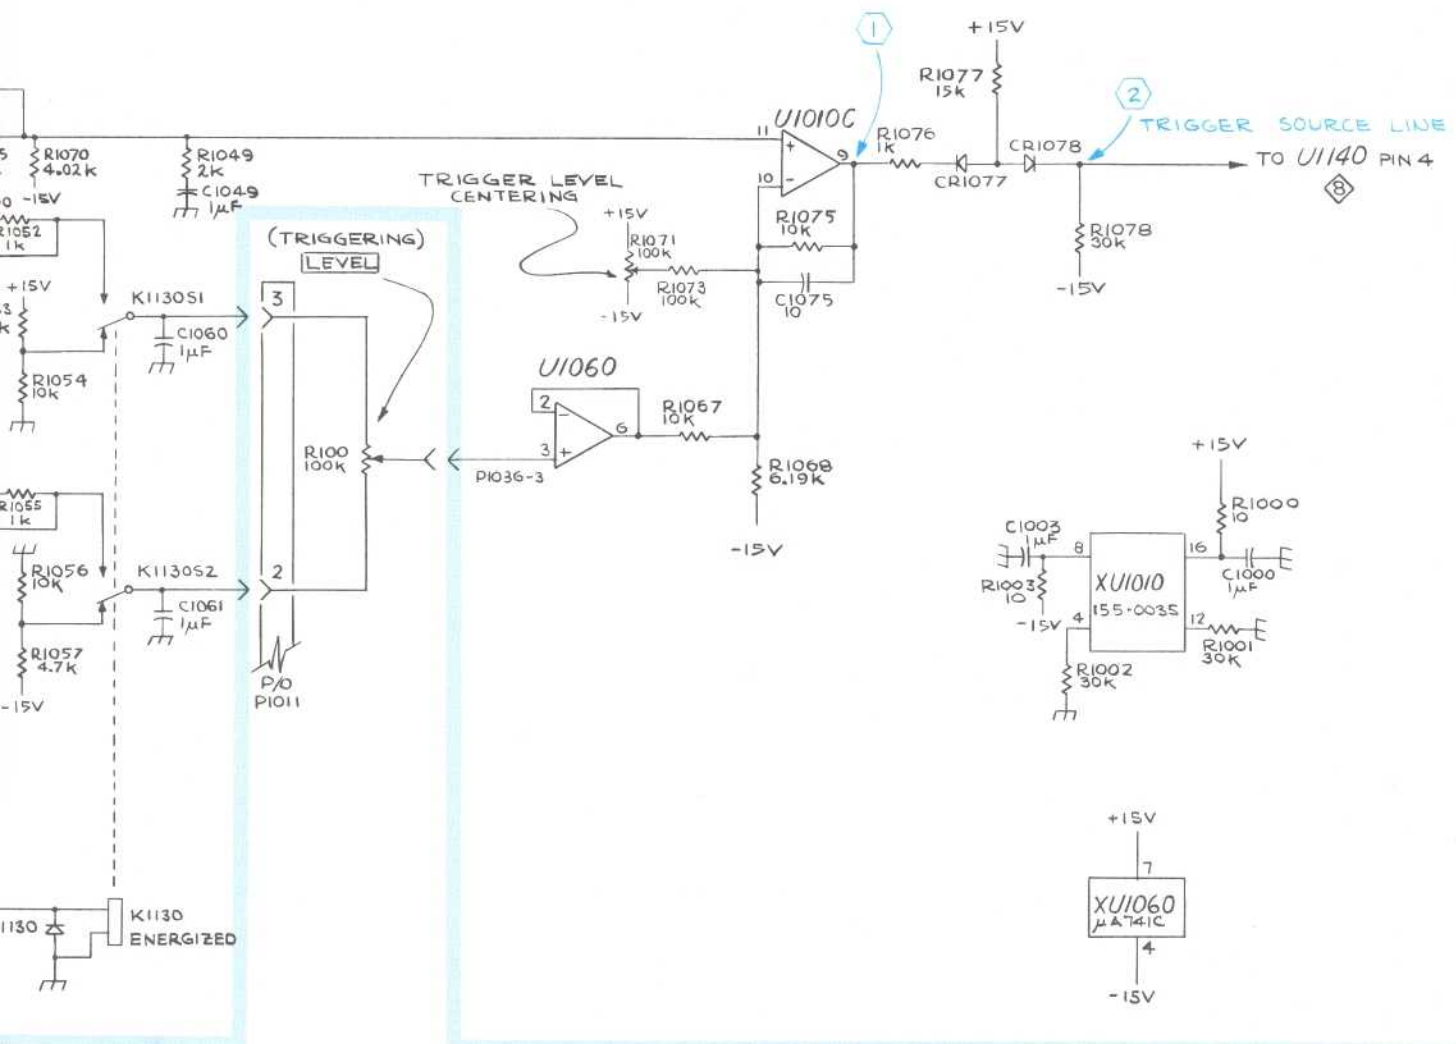 1
+15V
R1077
15K
2
TRIGGER SOURCE LINE
TO U1140 PIN 4
8
U1010C
11
+
10
-
9
R1076
1K
CR1077
CR1078
R1078
30K
-15V
R1070
4.02K
-15V
R1049
2K
C1049
1µF
R1052
1K
+15V
TRIGGER LEVEL
CENTERING
+15V
R1071
100K
-15V
R1073
100K
R1075
10K
C1075
10
(TRIGGERING)
LEVEL
K1130S1
3
C1060
1µF
R1054
10K
U1060
2
-
3
+
6
R1067
10K
R100
100K
P1036-3
R1068
6.19K
-15V
R1055
1K
R1056
10K
K1130S2
2
C1061
1µF
R1057
4.7K
-15V
P/O
P1011
+15V
R1000
10
C1003
1µF
8
16
C1000
1µF
R1003
10
XU1010
155-0035
-15V
4
12
R1001
30K
R1002
30K
+15V
7
XU1060
µA741C
4
-15V
1130
K1130
ENERGIZED